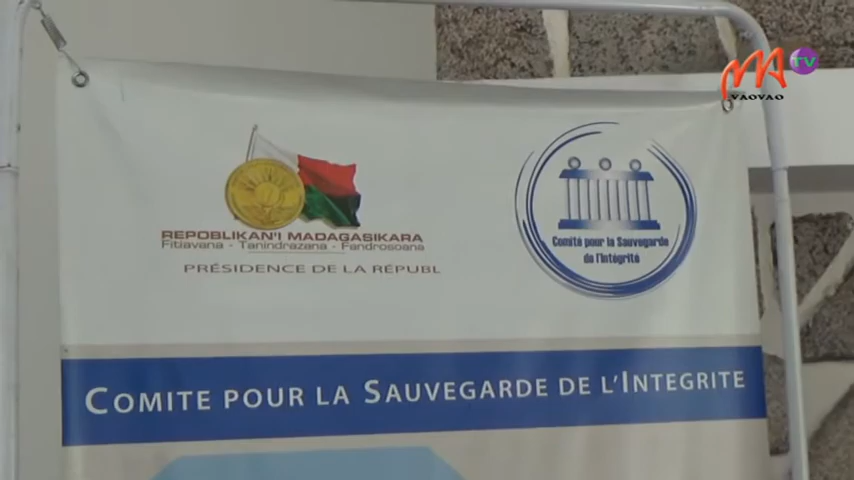 MA TV
VAOVAO
REPOBLIKAN'I MADAGASIKARA
Fitiavana - Tanindrazana - Fandrosoana
PRÉSIDENCE DE LA RÉPUBL
Comité pour la Sauvegarde
de l'Intégrité
COMITE POUR LA SAUVEGARDE DE L'INTEGRITE